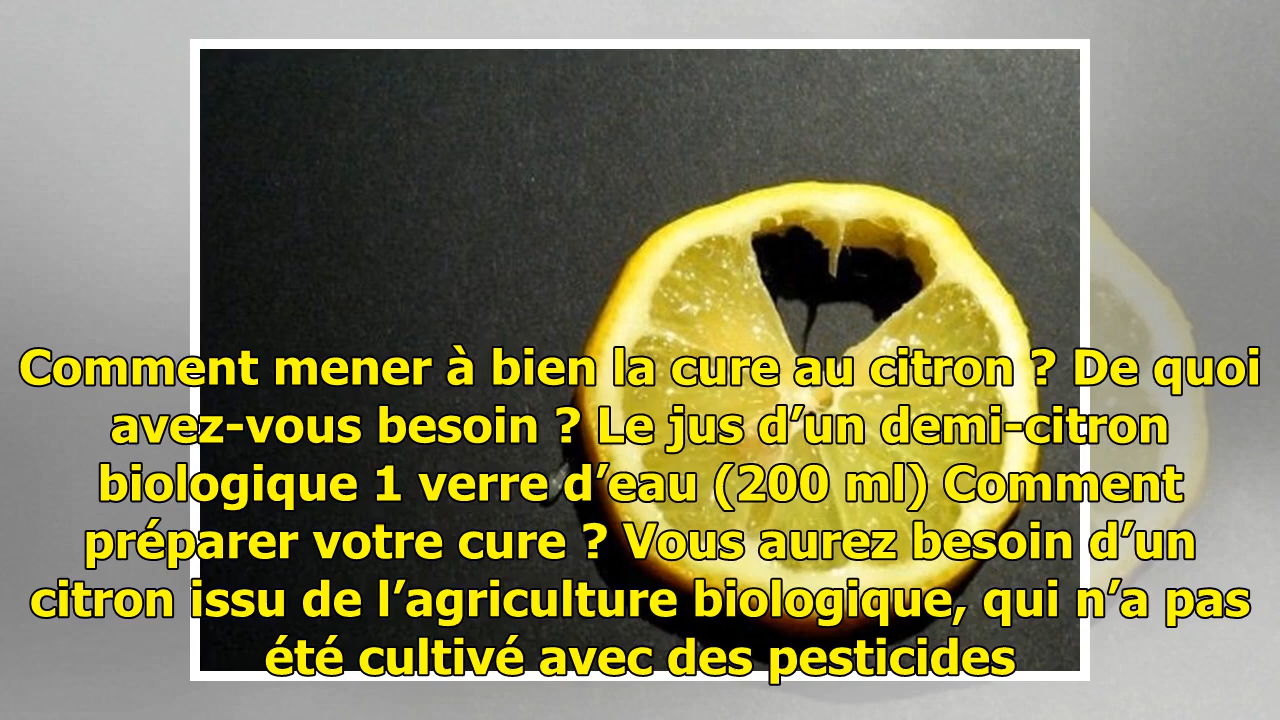 Comment mener à bien la cure au citron ? De quoi
avez-vous besoin ? Le jus d’un demi-citron
biologique 1 verre d’eau (200 ml) Comment
préparer votre cure ? Vous aurez besoin d’un
citron issu de l’agriculture biologique, qui n’a pas
été cultivé avec des pesticides